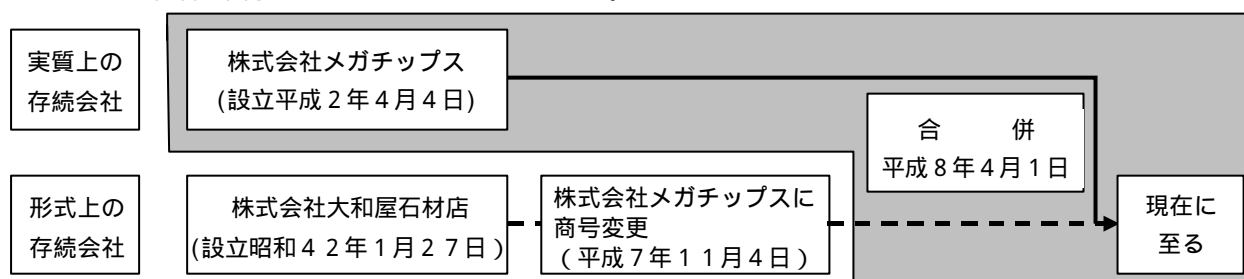 実質上の
存続会社
株式会社メガチップス
(設立平成２年４月４日)
合　　併
平成８年４月１日
形式上の
存続会社
株式会社大和屋石材店
(設立昭和４２年１月２７日)
株式会社メガチップスに
商号変更
(平成７年１１月４日)
現在に
至る